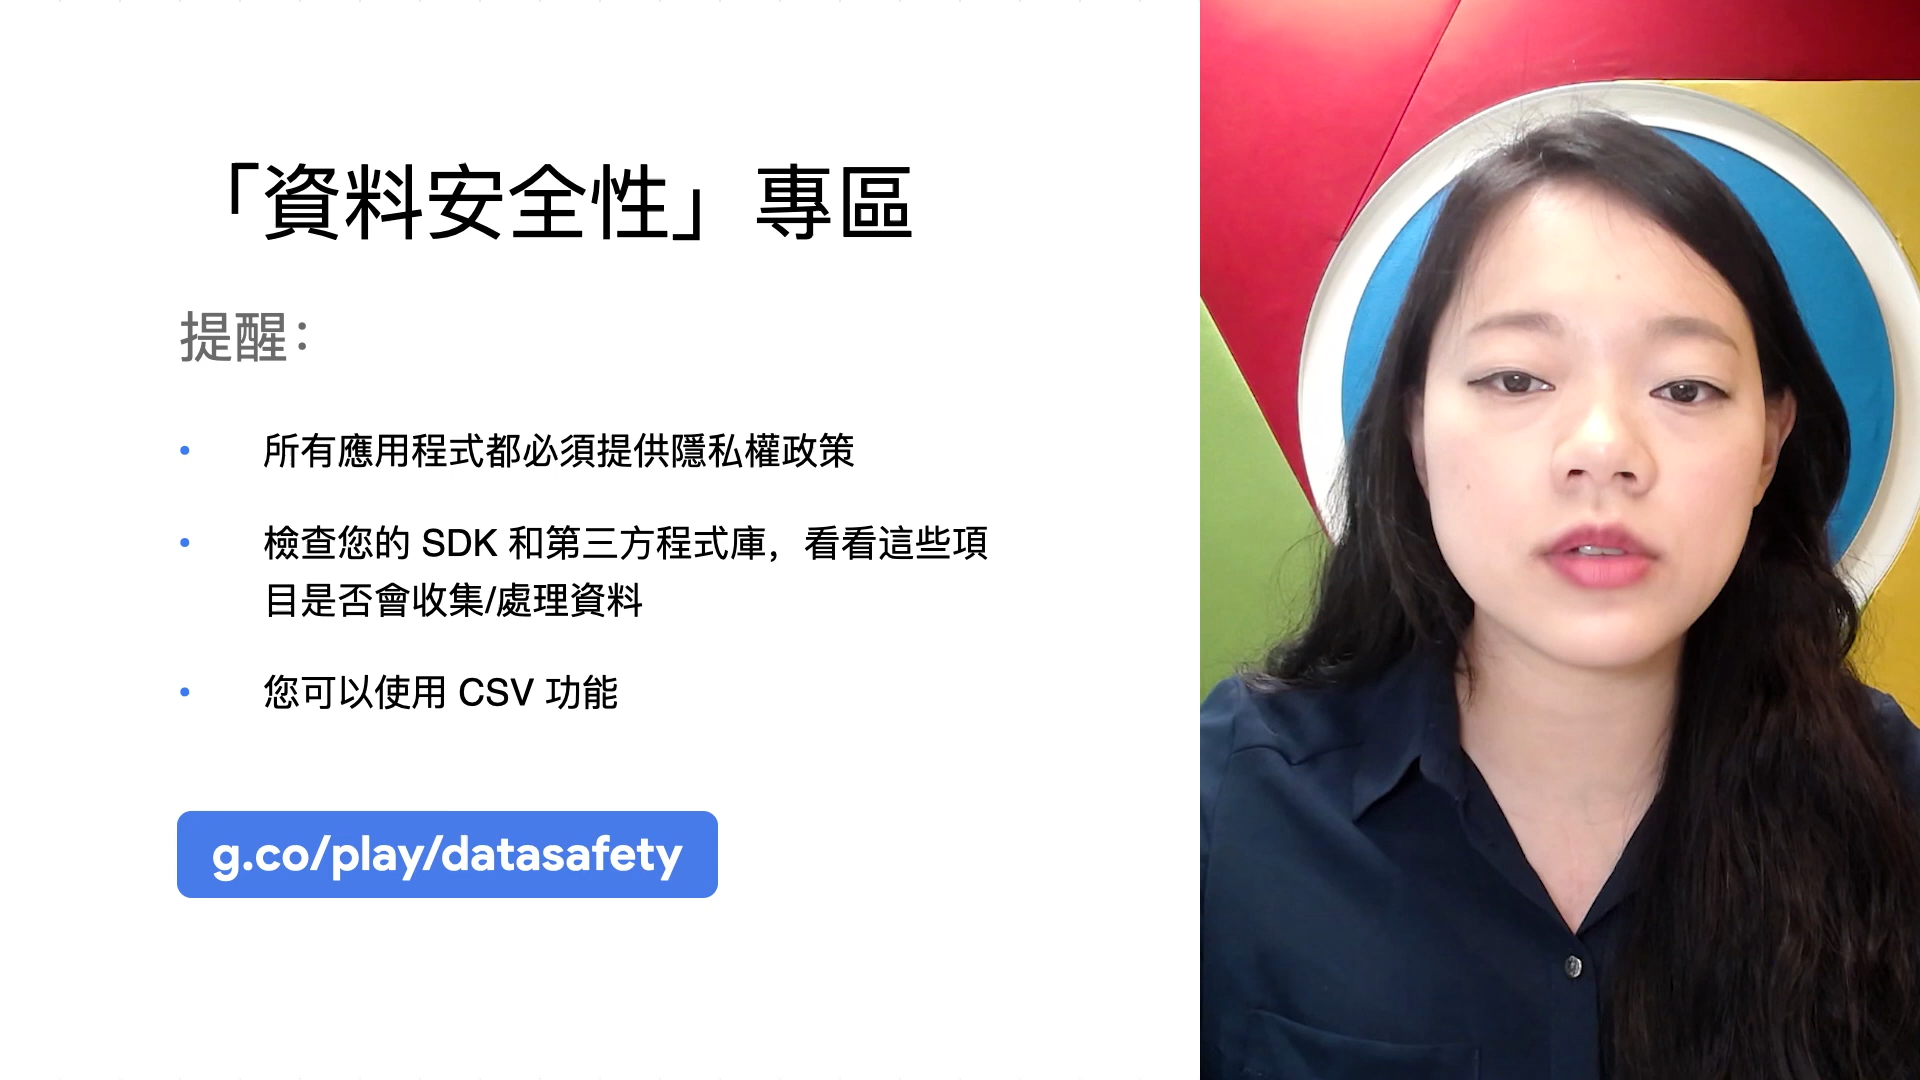 「資料安全性」專區
提醒：
• 所有應用程式都必須提供隱私權政策
• 檢查您的 SDK 和第三方程式庫，看看這些項
目是否會收集/處理資料
• 您可以使用 CSV 功能
g.co/play/datasafety